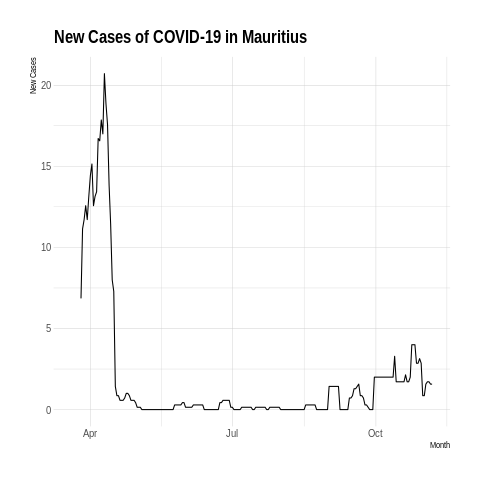 New Cases of COVID-19 in Mauritius
New Cases
20
15
10
5
0
Apr
Jul
Oct
Month